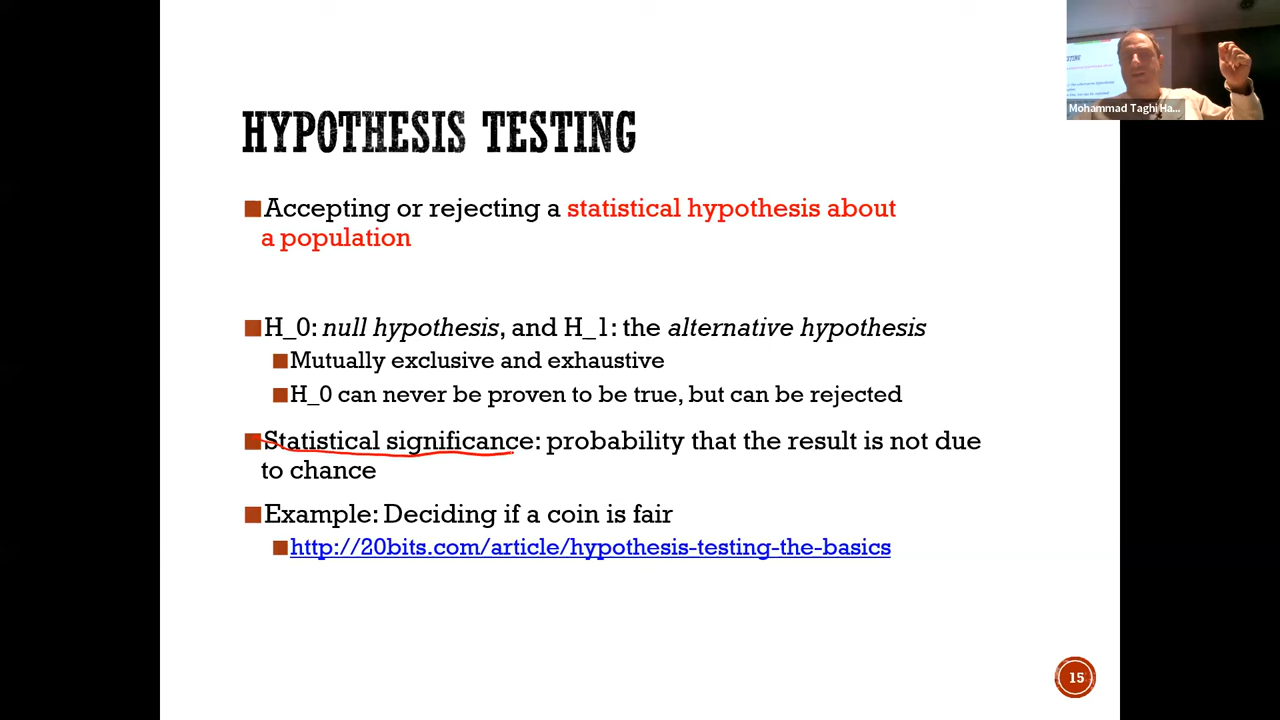 Mohammad Taghi Ha...
HYPOTHESIS TESTING
Accepting or rejecting a statistical hypothesis about
a population
H_0: null hypothesis, and H_1: the alternative hypothesis
Mutually exclusive and exhaustive
H_0 can never be proven to be true, but can be rejected
Statistical significance: probability that the result is not due
to chance
Example: Deciding if a coin is fair
http://20bits.com/article/hypothesis-testing-the-basics
15